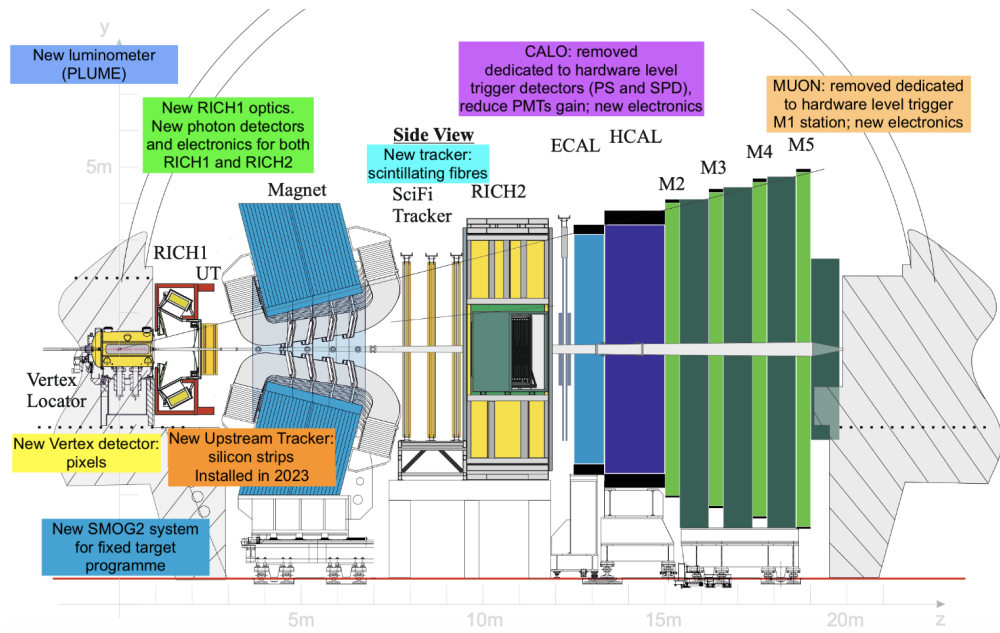 y
New luminometer
(PLUME)
CALO: removed
dedicated to hardware level
trigger detectors (PS and SPD),
reduce PMTs gain; new electronics
MUON: removed dedicated
to hardware level trigger
M1 station; new electronics
New RICH1 optics.
New photon detectors
and electronics for both
RICH1 and RICH2
Side View
New tracker:
scintillating fibres
5m
Magnet
SciFi
Tracker
RICH2
ECAL
HCAL
M2
M3
M4
M5
RICH1
UT
Vertex
Locator
New Vertex detector:
pixels
New Upstream Tracker:
silicon strips
Installed in 2023
New SMOG2 system
for fixed target
programme
5m
10m
15m
20m
z